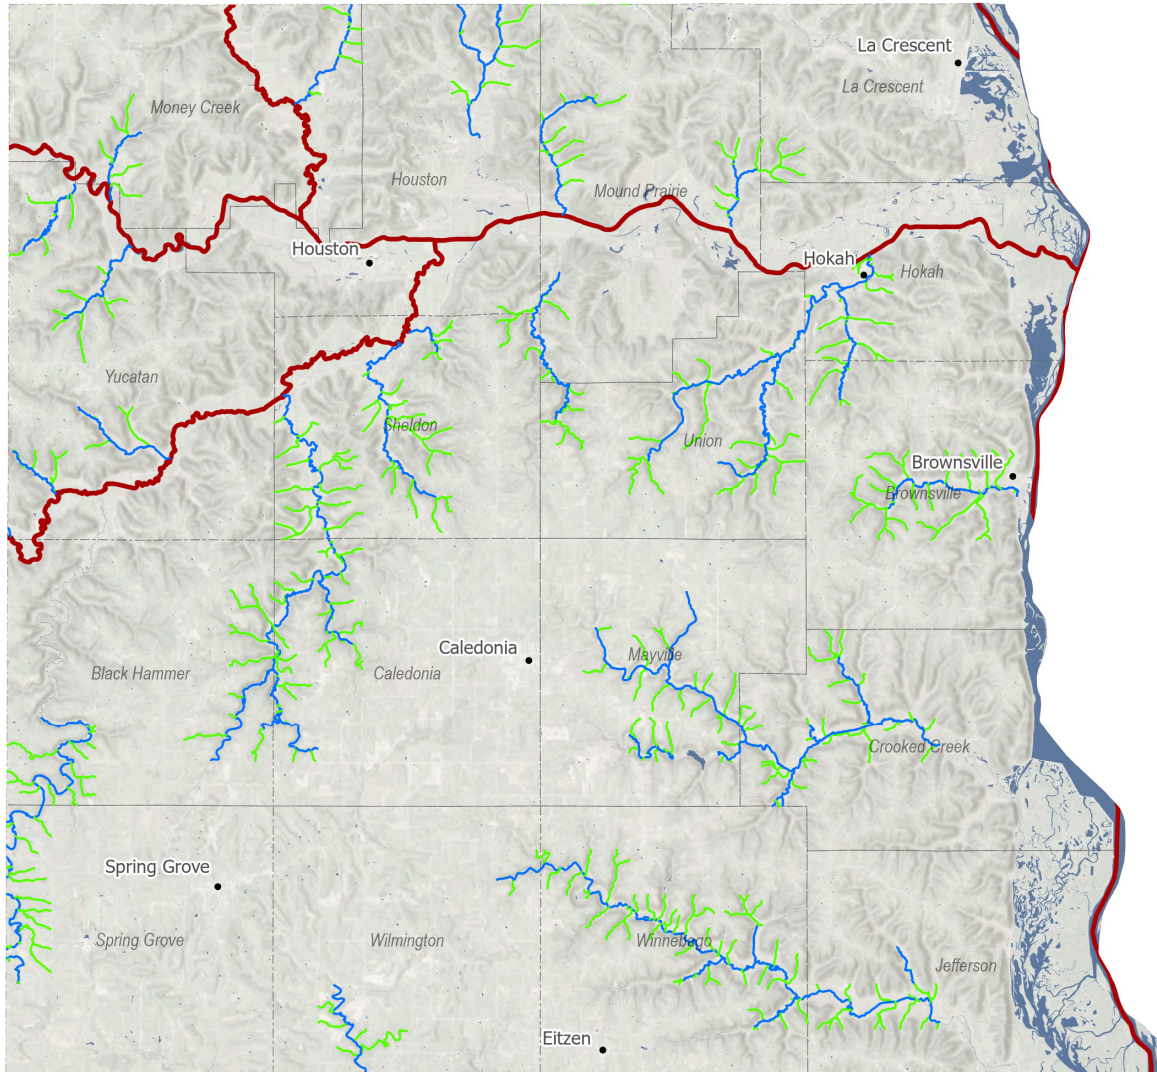 La Crescent
La Crescent
Money Creek
Houston
Mound Prairie
Houston
Hokah
Hokah
Yucatan
Sheldon
Union
Brownsville
Brownsville
Caledonia
Mayville
Black Hammer
Caledonia
Crooked Creek
Spring Grove
Spring Grove
Wilmington
Winnebago
Jefferson
Eitzen